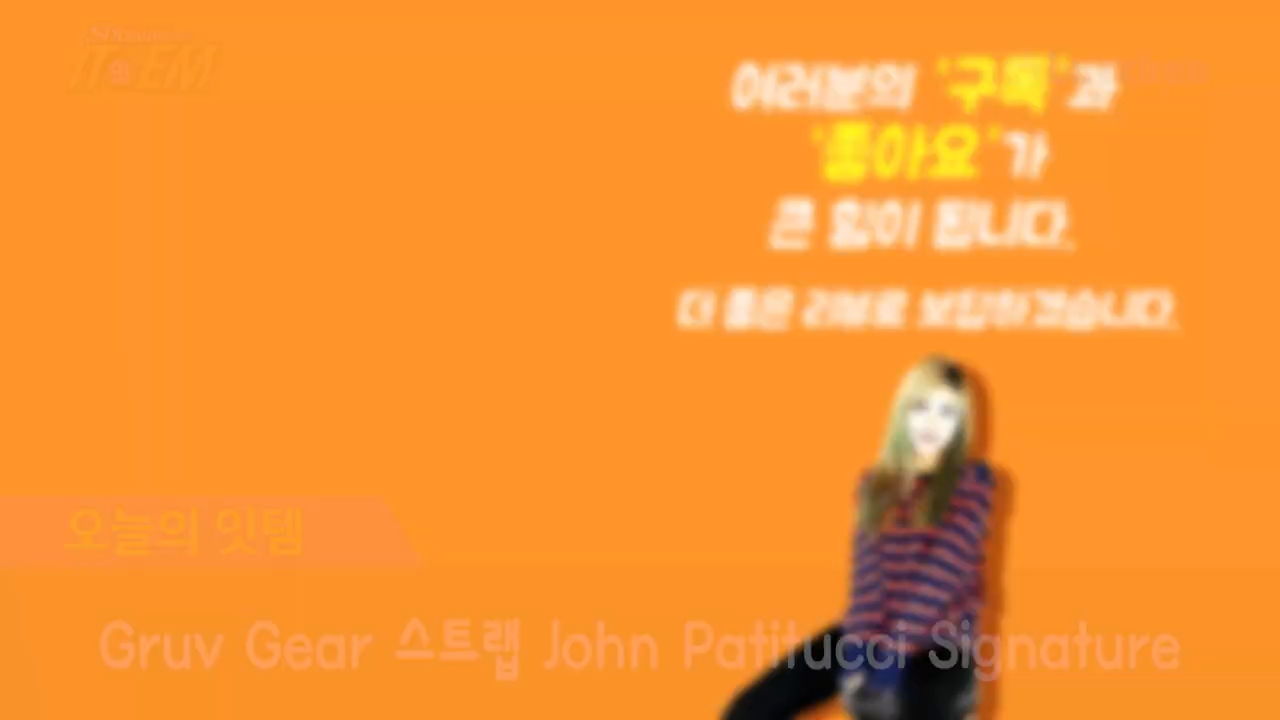 IT EM
여러분의 '구독'과
'좋아요'가
큰 힘이 됩니다.
더 좋은 리뷰로 보답하겠습니다.
오늘의 잇템
Gruv Gear 스트랩 John Patitucci Signature